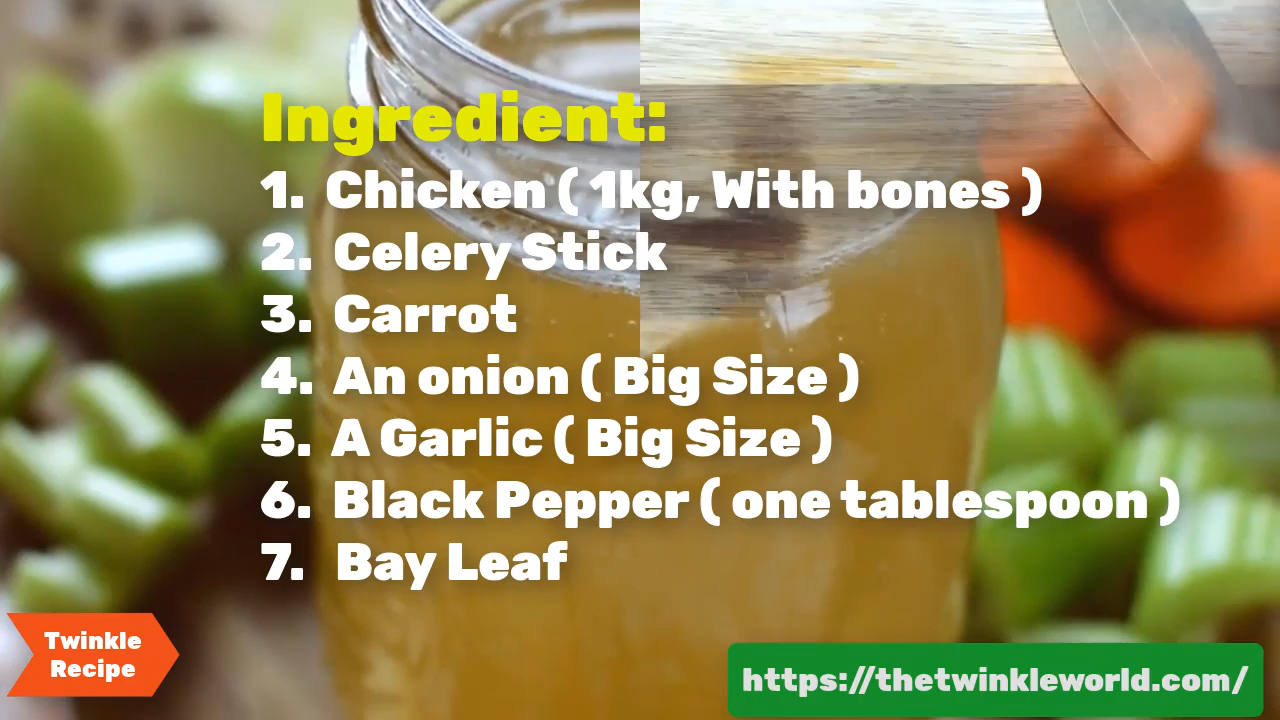 Ingredient:
1. Chicken ( 1kg, With bones )
2. Celery Stick
3. Carrot
4. An onion ( Big Size )
5. A Garlic ( Big Size )
6. Black Pepper ( one tablespoon )
7. Bay Leaf
Twinkle
Recipe
https://thetwinkleworld.com/